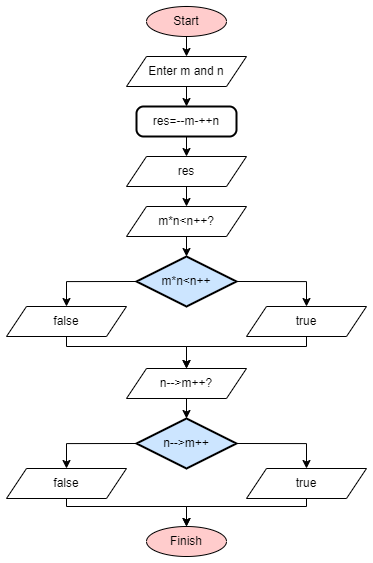 Start
Enter m and n
res=--m-++n
res
m*n<n++?
m*n<n++
false
true
n-->m++?
n-->m++
false
true
Finish